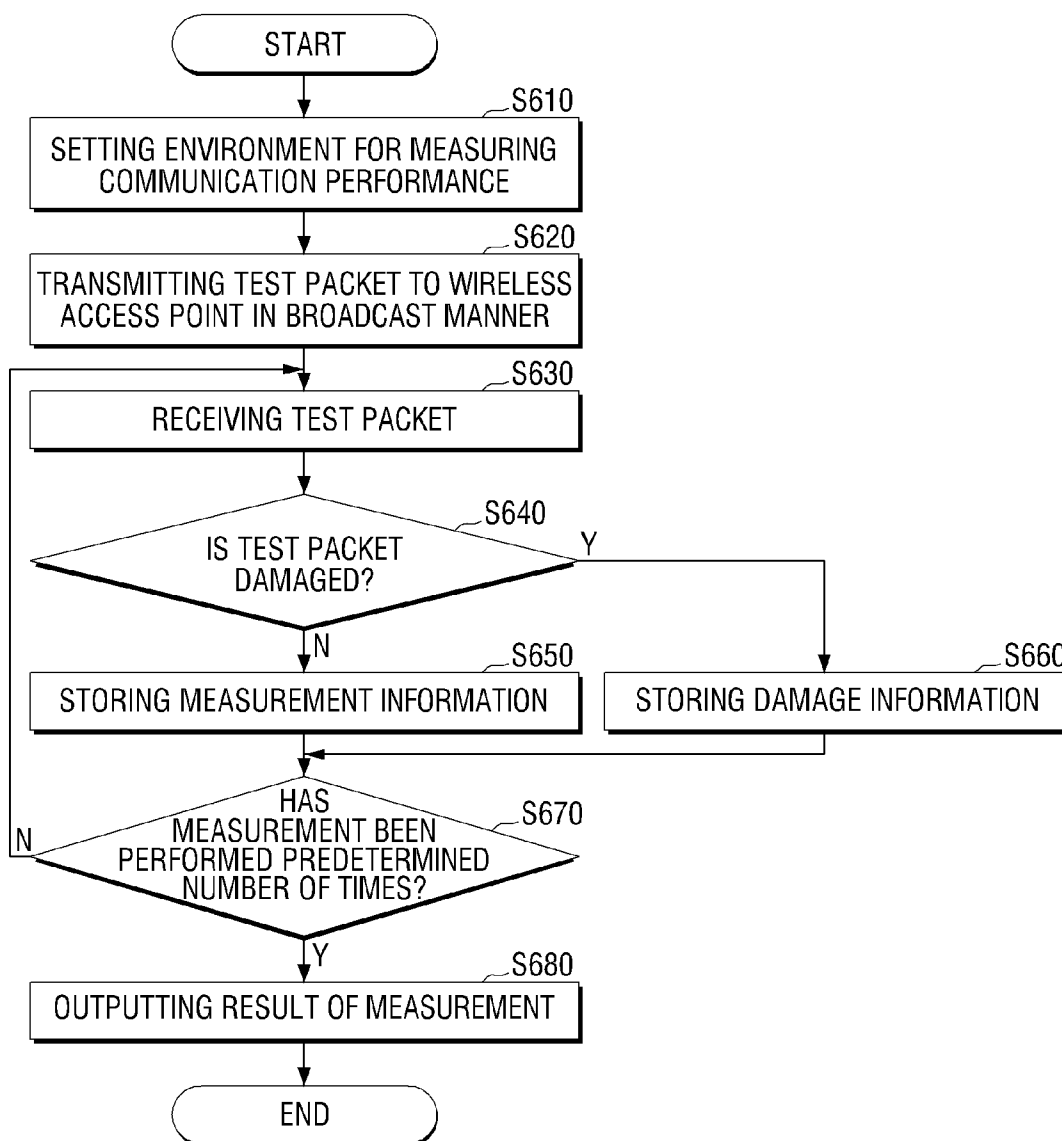 START
S610
SETTING ENVIRONMENT FOR MEASURING
COMMUNICATION PERFORMANCE
S620
TRANSMITTING TEST PACKET TO WIRELESS
ACCESS POINT IN BROADCAST MANNER
S630
RECEIVING TEST PACKET
S640
IS TEST PACKET
DAMAGED?
Y
N
S650
STORING MEASUREMENT INFORMATION
S660
STORING DAMAGE INFORMATION
S670
HAS
MEASUREMENT BEEN
PERFORMED PREDETERMINED
NUMBER OF TIMES?
N
Y
S680
OUTPUTTING RESULT OF MEASUREMENT
END